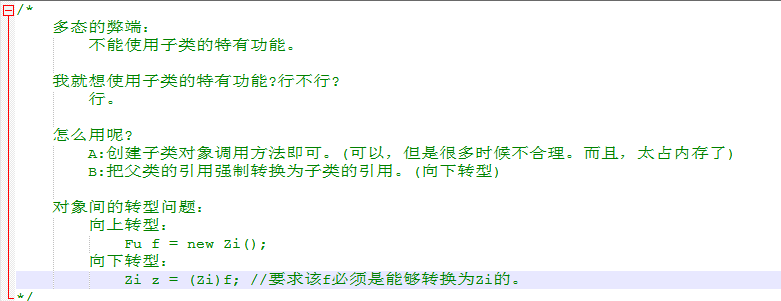 /*
多态的弊端:
不能使用子类的特有功能。
我就想使用子类的特有功能?行不行?
行。
怎么用呢?
A:创建子类对象调用方法即可。(可以，但是很多时候不合理。而且，太占内存了)
B:把父类的引用强制转换为子类的引用。(向下转型)
对象间的转型问题:
向上转型:
Fu f = new Zi();
向下转型:
Zi z = (Zi)f; //要求该f必须是能够转换为Zi的。
*/